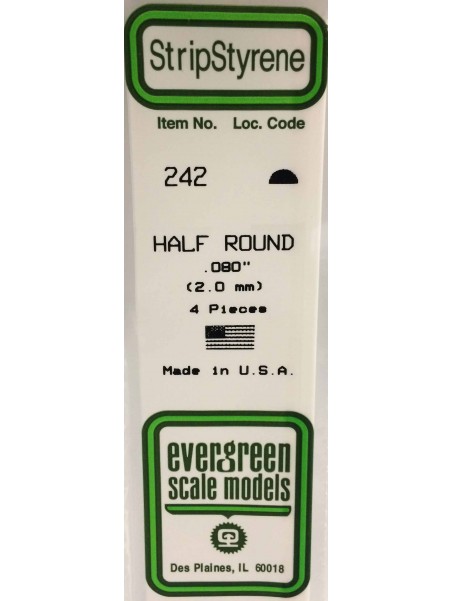 StripStyrene
Item No. Loc. Code
242
HALF ROUND
.080"
(2.0 mm)
4 Pieces
Made in U.S.A.
evergreen
scale models
Des Plaines, IL 60018